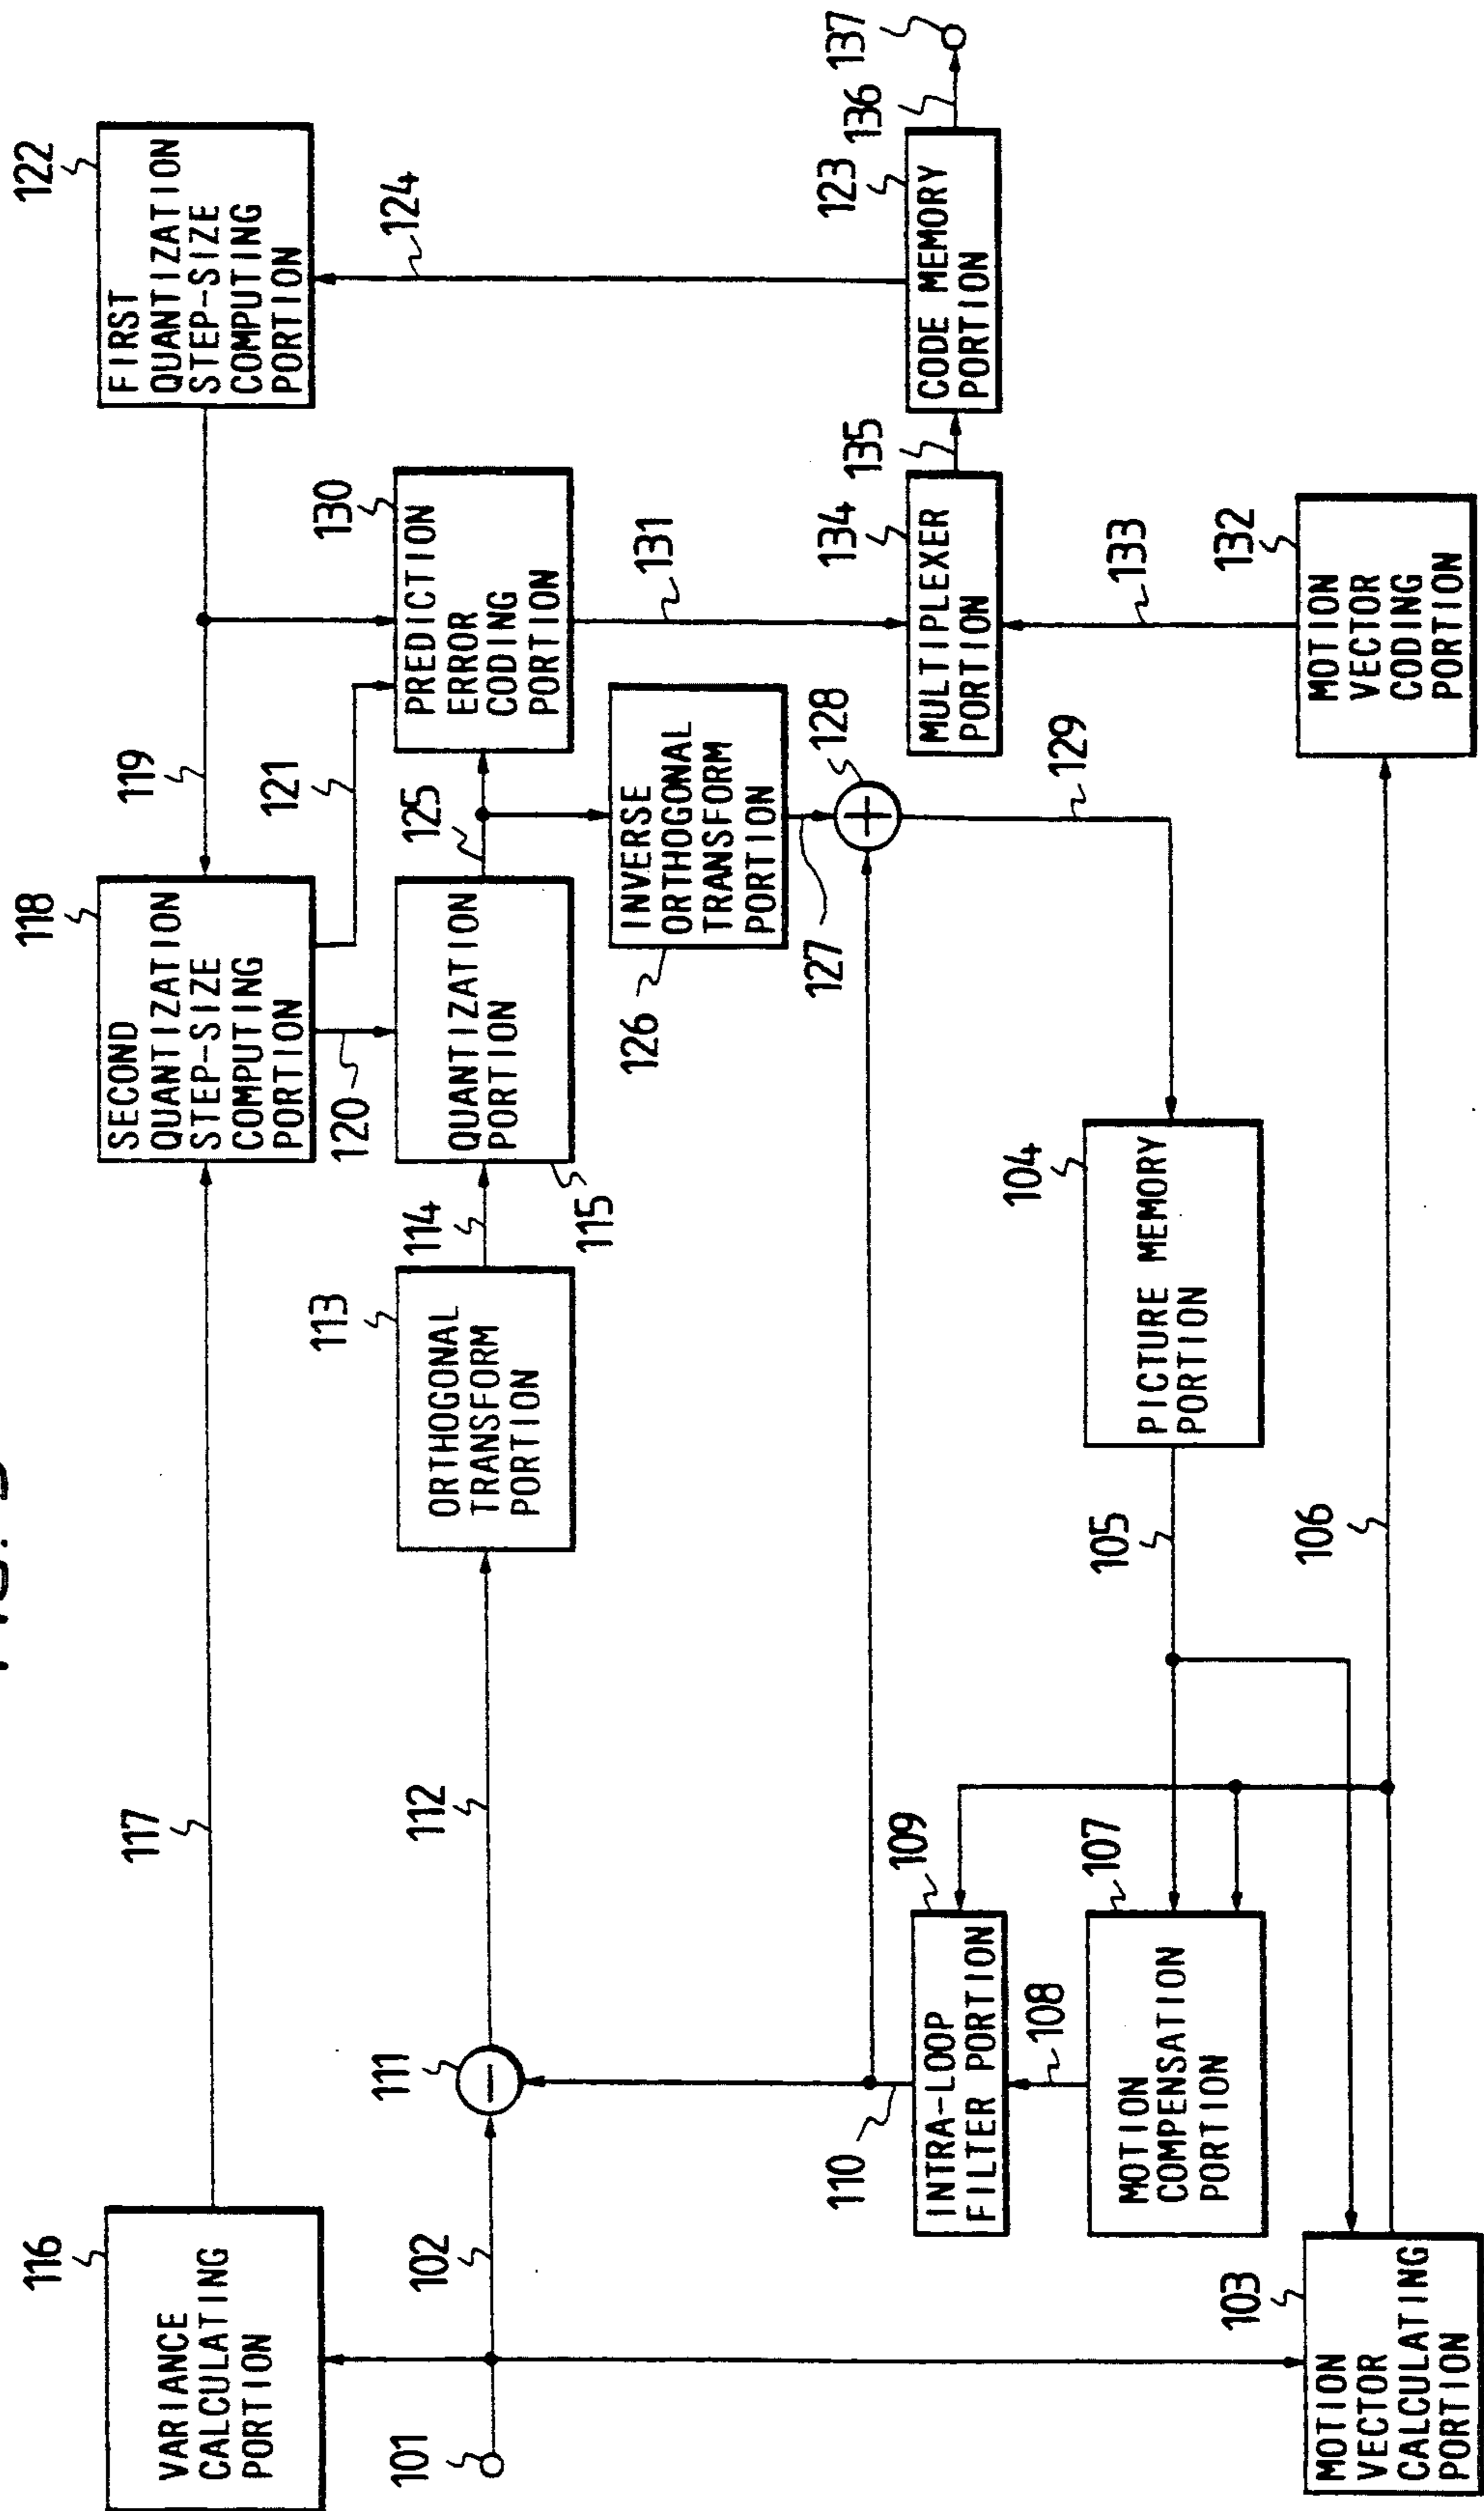 116
VARIANCE
CALCULATING
PORTION
117
118
SECOND
QUANTIZATION
STEP-SIZE
COMPUTING
PORTION
119
122
FIRST
QUANTIZATION
STEP-SIZE
COMPUTING
PORTION
101
102
111
112
113
ORTHOGONAL
TRANSFORM
PORTION
114
115
QUANTIZATION
PORTION
120
121
125
130
PREDICTION
ERROR
CODING
PORTION
124
131
126
INVERSE
ORTHOGONAL
TRANSFORM
PORTION
127
128
129
110
109
INTRA-LOOP
FILTER PORTION
108
107
MOTION
COMPENSATION
PORTION
105
104
PICTURE MEMORY
PORTION
134
MULTIPLEXER
PORTION
135
123
CODE MEMORY
PORTION
136
137
103
MOTION
VECTOR
CALCULATING
PORTION
106
133
132
MOTION
VECTOR
CODING
PORTION